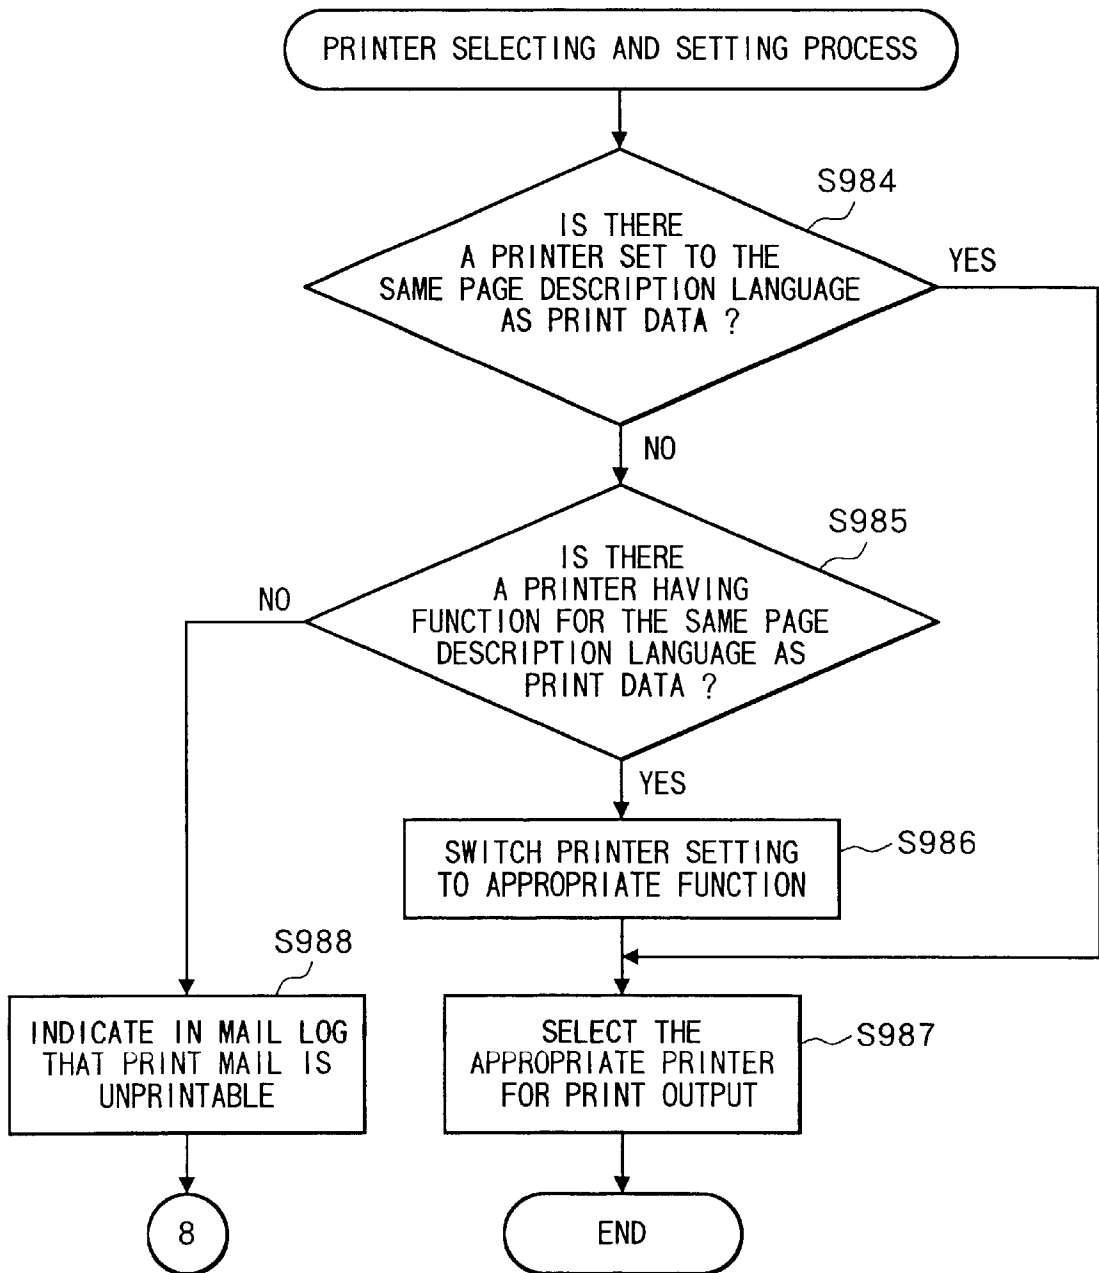 PRINTER SELECTING AND SETTING PROCESS
S984
IS THERE
A PRINTER SET TO THE
SAME PAGE DESCRIPTION LANGUAGE
AS PRINT DATA ?
YES
NO
S985
IS THERE
A PRINTER HAVING
FUNCTION FOR THE SAME PAGE
DESCRIPTION LANGUAGE AS
PRINT DATA ?
NO
YES
SWITCH PRINTER SETTING
TO APPROPRIATE FUNCTION
S986
S988
INDICATE IN MAIL LOG
THAT PRINT MAIL IS
UNPRINTABLE
SELECT THE
APPROPRIATE PRINTER
FOR PRINT OUTPUT
S987
8
END